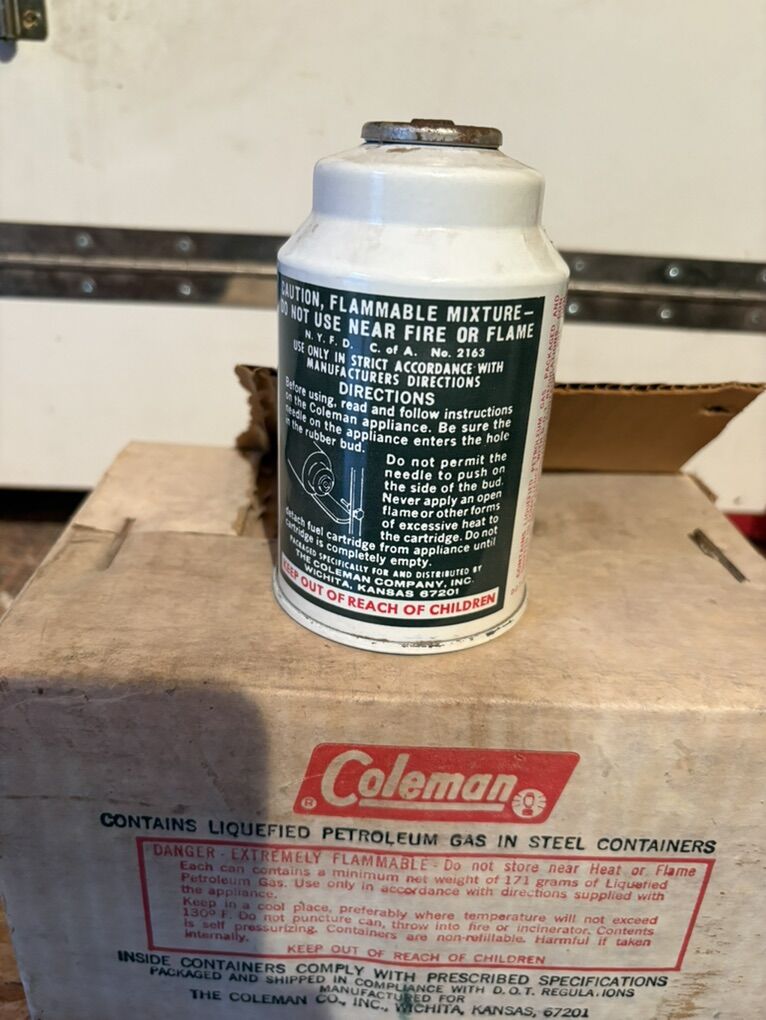 CAUTION, FLAMMABLE MIXTURE-
DO NOT USE NEAR FIRE OR FLAME
N.Y.F.D. C. of A. No. 2163
USE ONLY IN STRICT ACCORDANCE WITH
MANUFACTURERS DIRECTIONS
DIRECTIONS
Before using, read and follow instructions
on the Coleman appliance. Be sure the
needle on the appliance enters the hole
in the rubber bud.
Do not permit the
needle to push on
the side of the bud.
Never apply an open
flame or other forms
of excessive heat to
the cartridge. Do not
detach fuel cartridge from appliance until
cartridge is completely empty.
PACKAGED SPECIFICALLY FOR AND DISTRIBUTED BY
THE COLEMAN COMPANY, INC.
WICHITA, KANSAS 67201
KEEP OUT OF REACH OF CHILDREN
Coleman
®
CONTAINS LIQUEFIED PETROLEUM GAS IN STEEL CONTAINERS
DANGER - EXTREMELY FLAMMABLE - Do not store near Heat or Flame
Each can contains a minimum net weight of 171 grams of Liquefied
Petroleum Gas. Use only in accordance with directions supplied with
the appliance.
Keep in a cool place, preferably where temperature will not exceed
130° F. Do not puncture can, throw into fire or incinerator. Contents
is self pressurizing. Containers are non-refillable. Harmful if taken
internally.
KEEP OUT OF REACH OF CHILDREN
INSIDE CONTAINERS COMPLY WITH PRESCRIBED SPECIFICATIONS
PACKAGED AND SHIPPED IN COMPLIANCE WITH D.O.T. REGULATIONS
MANUFACTURED FOR
THE COLEMAN CO., INC., WICHITA, KANSAS, 67201